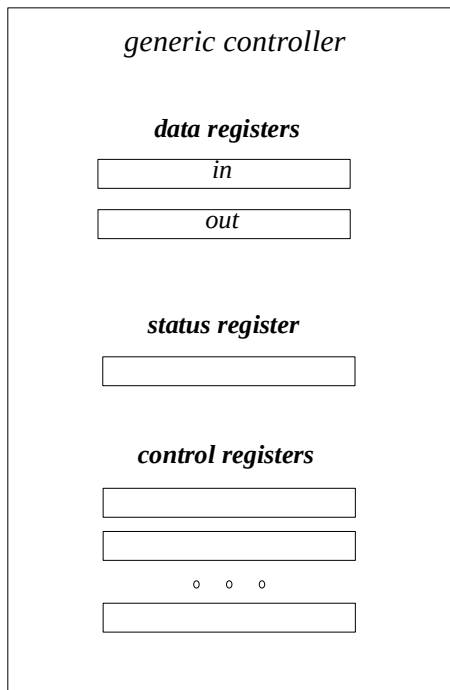 generic controller
data registers
in
out
status register
control registers